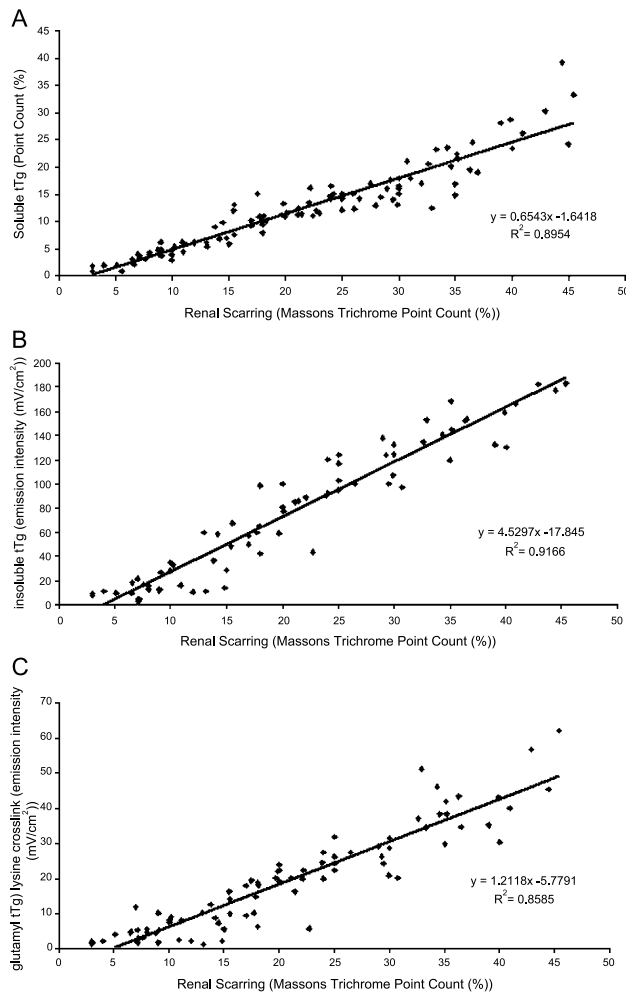 A
Soluble tTg (Point Count (%)
45
40
35
30
25
20
15
10
5
0
y = 0.6543x -1.6418
R²= 0.8954
0 5 10 15 20 25 30 35 40 45 50
Renal Scarring (Massons Trichrome Point Count (%))
B
insoluble tTg (emission intensity (mV/cm²))
200
180
160
140
120
100
80
60
40
20
0
y = 4.5297x -17.845
R²= 0.9166
0 5 10 15 20 25 30 35 40 45 50
Renal Scarring (Massons Trichrome Point Count (%))
C
glutamyl tTg) lysine crosslink (emission intensity
(mV/cm²))
70
60
50
40
30
20
10
0
y = 1.2118x -5.7791
R²= 0.8585
0 5 10 15 20 25 30 35 40 45 50
Renal Scarring (Massons Trichrome Point Count (%))